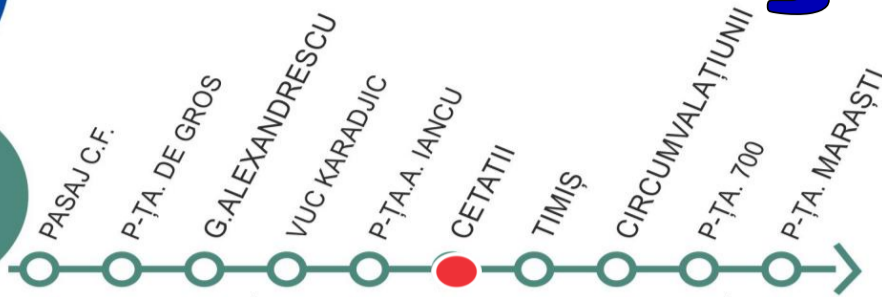 PASAJ C.F.
P-ȚA. DE GROS
G.ALEXANDRESCU
VUC KARADJIC
P-ȚA.A. IANCU
CETATII
TIMIȘ
CIRCUMVALAȚIUNII
P-ȚA. 700
P-ȚA. MARAȘTI